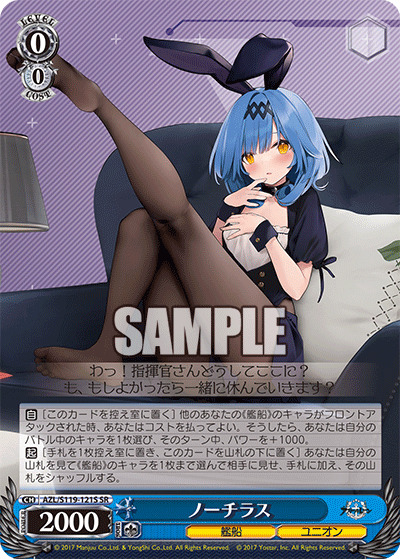 LEVEL
0
0
COST
SAMPLE
わっ！指揮官さんどうしてここに？
も、もしよかったら一緒に休んでいきます？
自［このカードを控え室に置く］他のあなたの《艦船》のキャラがフロントア
タックされた時、あなたはコストを払ってよい。そうしたら、あなたは自分の
バトル中のキャラを1枚選び、そのターン中、パワーを＋1000。
起［手札を1枚控え室に置き、このカードを控え室に置く］あなたは自分の
山札を見て《艦船》のキャラを1枚まで選んで相手に見せ、手札に加え、その山
札をシャッフルする。
CH AZL/S119-121S SR
2000
ノーチラス
艦船
ユニオン
© 2017 Manjuu Co.,Ltd. & YongShi Co.,Ltd. All Rights Reserved. © 2017 Yostar, Inc. All Rights Reserved.